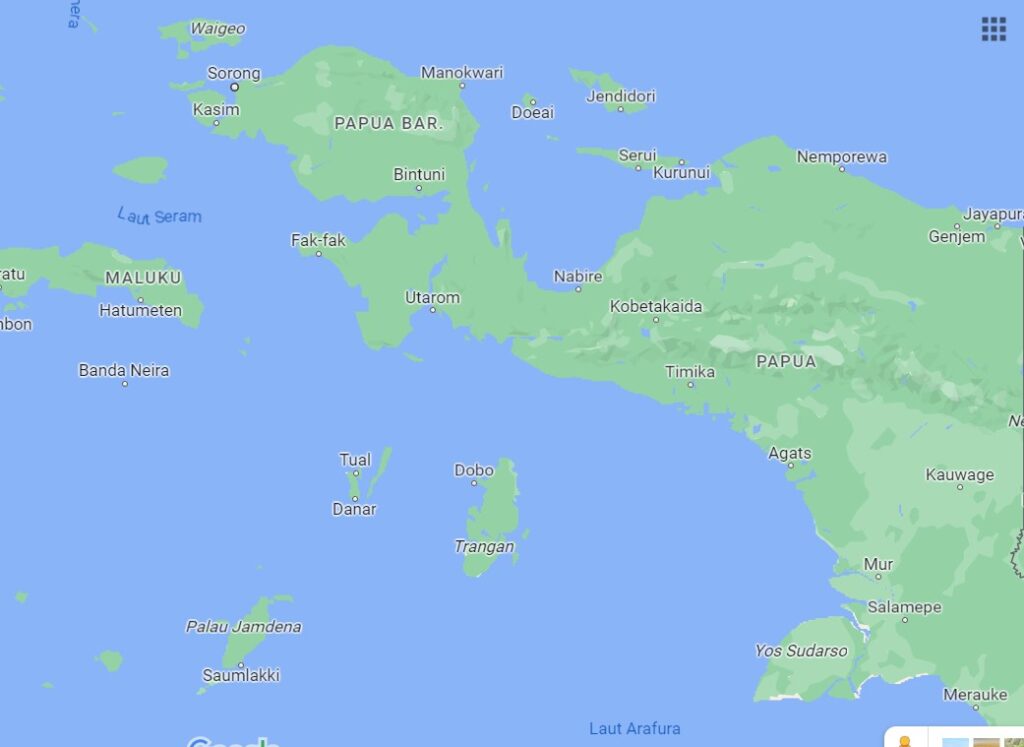 Waigeo
Sorong
Manokwari
Jendidori
Kasim
Doeai
PAPUA BAR.
Serui
Nemporewa
Kurunui
Bintuni
Laut Seram
Jayapura
Genjem
Fak-fak
MALUKU
Nabire
Utarom
Hatumeten
Kobetakaida
Banda Neira
PAPUA
Timika
Agats
Tual
Dobo
Kauwage
Danar
Trangan
Mur
Salamepe
Palau Jamdena
Yos Sudarso
Saumlakki
Merauke
Laut Arafura